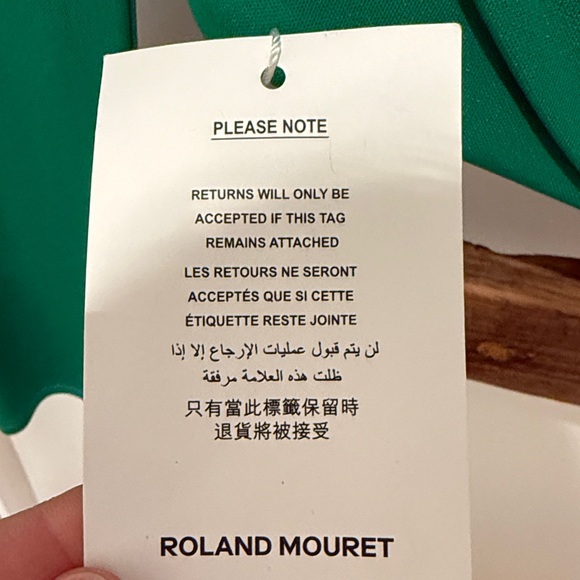 PLEASE NOTE
RETURNS WILL ONLY BE
ACCEPTED IF THIS TAG
REMAINS ATTACHED
LES RETOURS NE SERONT
ACCEPTÉS QUE SI CETTE
ÉTIQUETTE RESTE JOINTE
لن يتم قبول عمليات الإرجاع إلا إذا
ظلت هذه العلامة مرفقة
只有當此標籤保留時
退貨將被接受
ROLAND MOURET